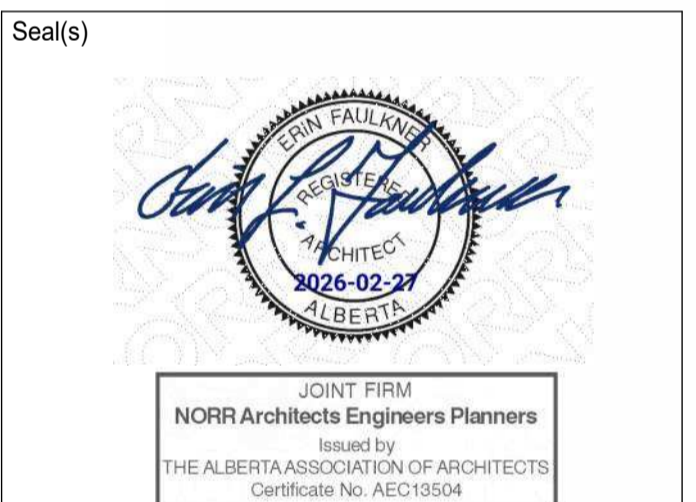 Seal(s)
ERIN FAULKNER
REGISTERED
ARCHITECT
2026-02-27
ALBERTA
JOINT FIRM
NORR Architects Engineers Planners
Issued by
THE ALBERTA ASSOCIATION OF ARCHITECTS
Certificate No. AEC13504